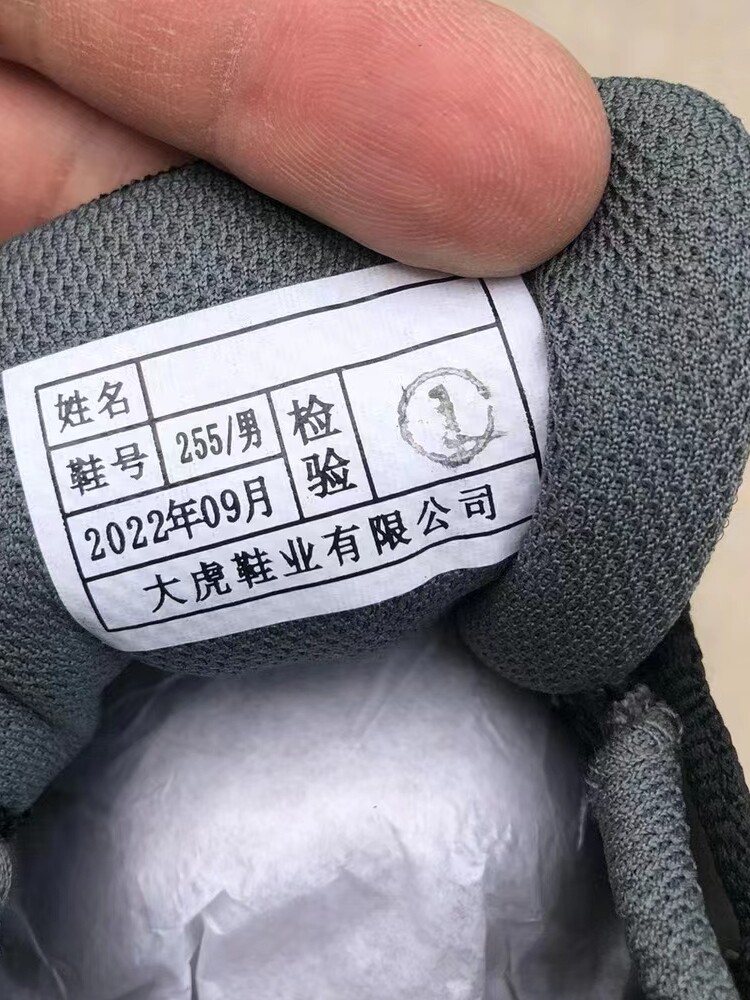 姓名
鞋号 255/男
检验
1
2022年09月
大虎鞋业有限公司